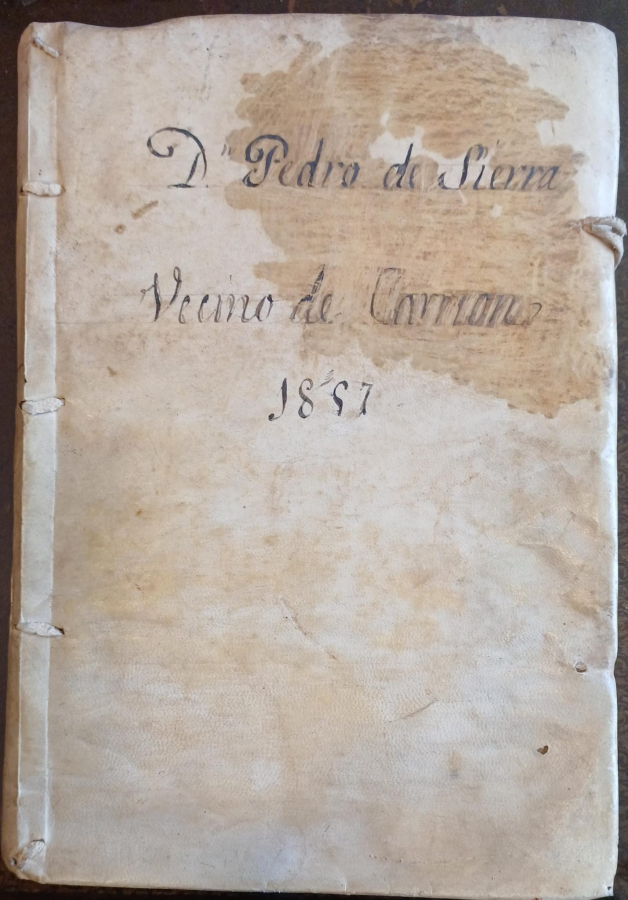 Dⁿ Pedro de Sierra
Vecino de Carrion
1857